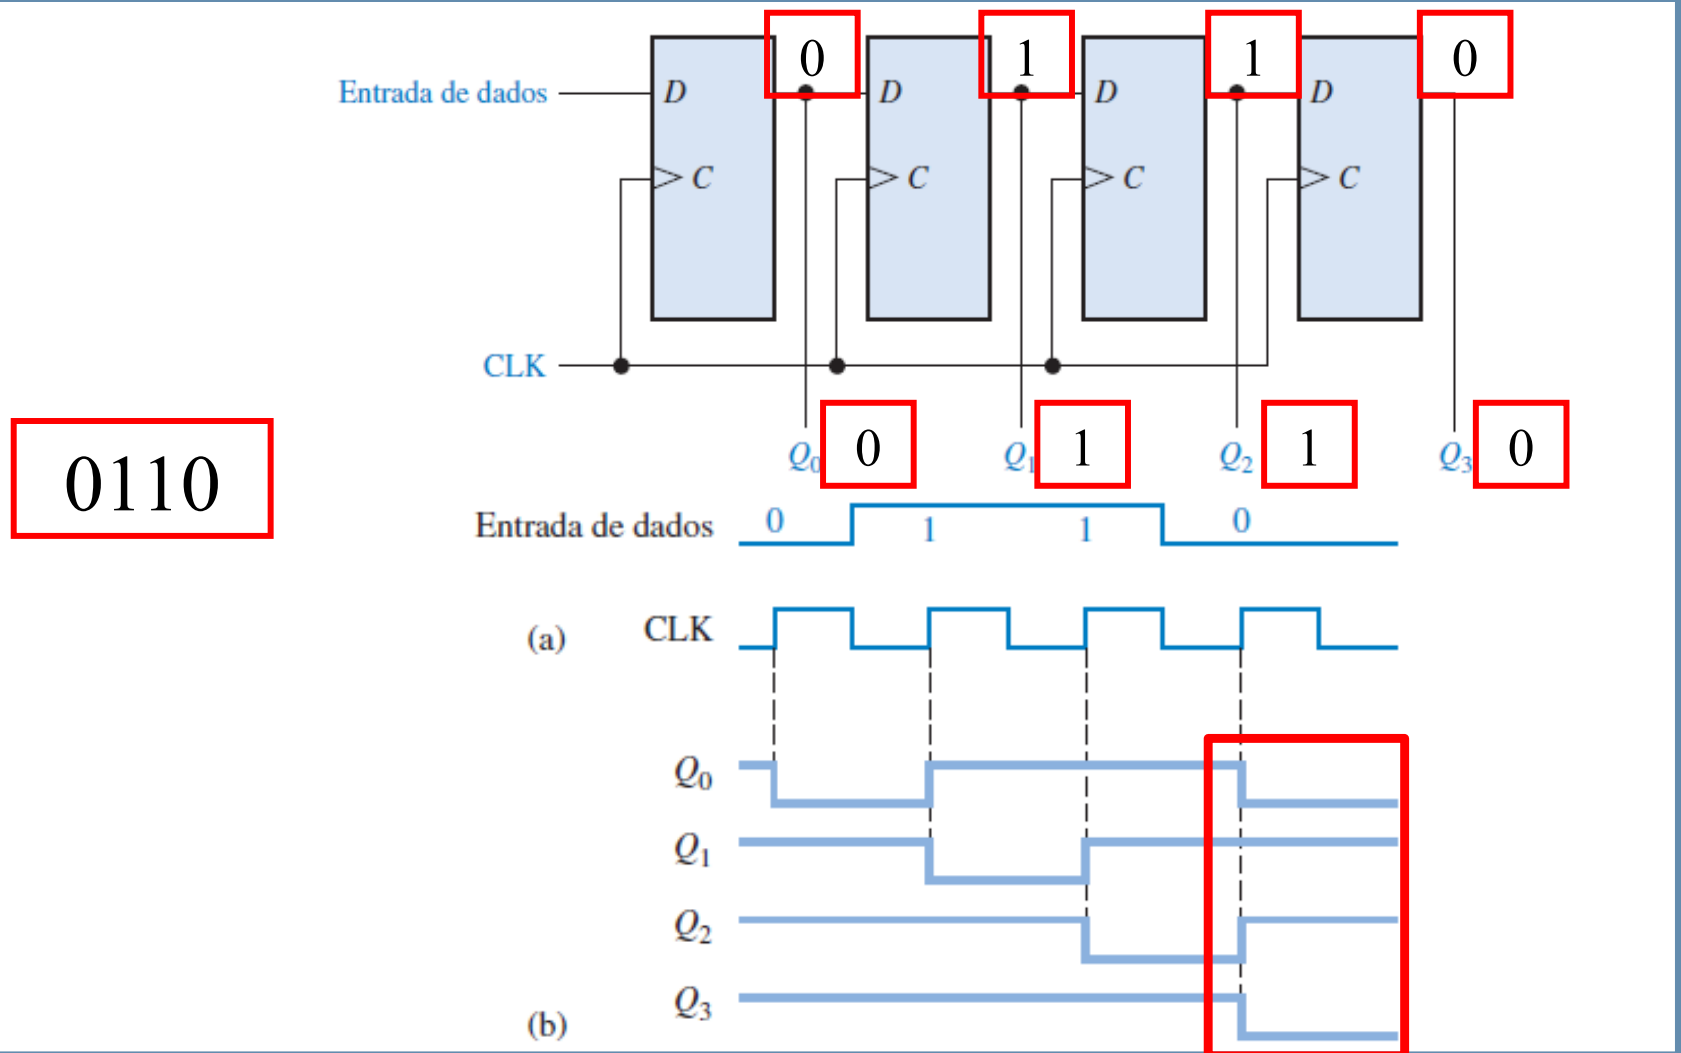 0 1 1 0
Entrada de dados D D D D
C C C C
CLK
Q0 0 Q1 1 Q2 1 Q3 0
0110
Entrada de dados 0 1 1 0
(a) CLK
Q0
Q1
Q2
Q3
(b)